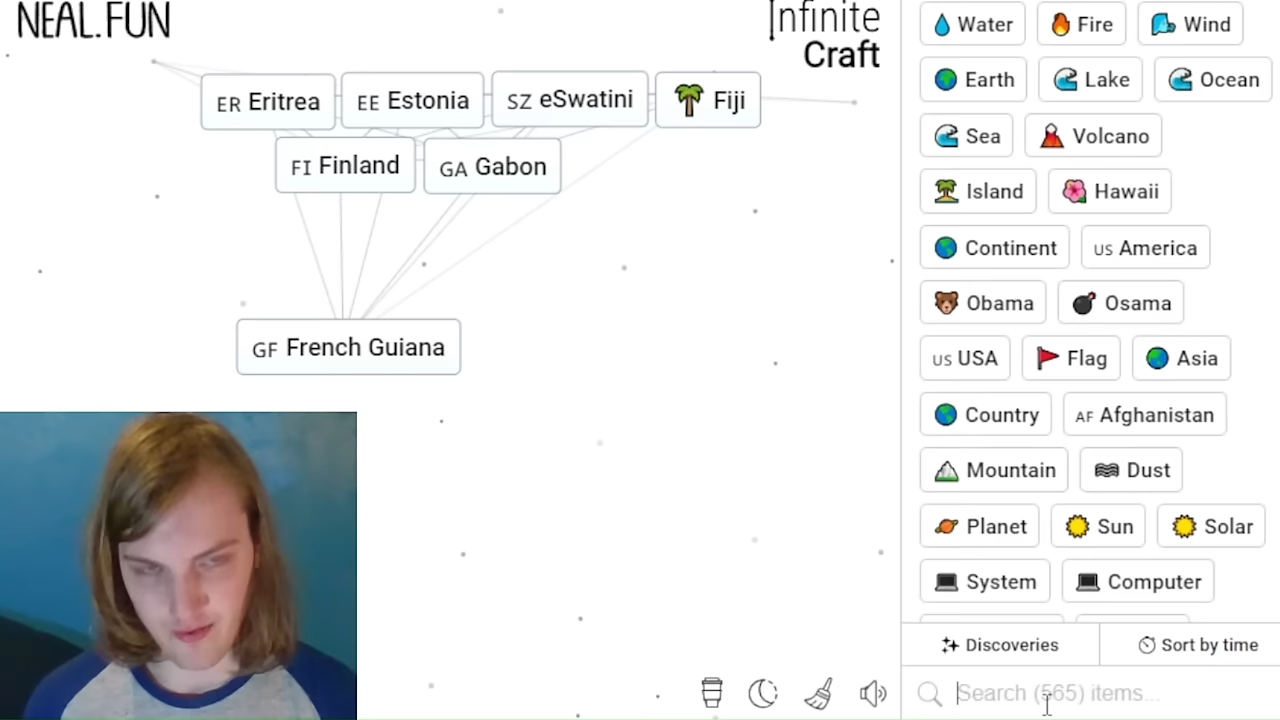 NEAL.FUN
Infinite
Craft
ER Eritrea
EE Estonia
SZ eSwatini
Fiji
FI Finland
GA Gabon
GF French Guiana
Water
Fire
Wind
Earth
Lake
Ocean
Sea
Volcano
Island
Hawaii
Continent
US America
Obama
Osama
US USA
Flag
Asia
Country
AF Afghanistan
Mountain
Dust
Planet
Sun
Solar
System
Computer
Discoveries
Sort by time
Search (565) items...